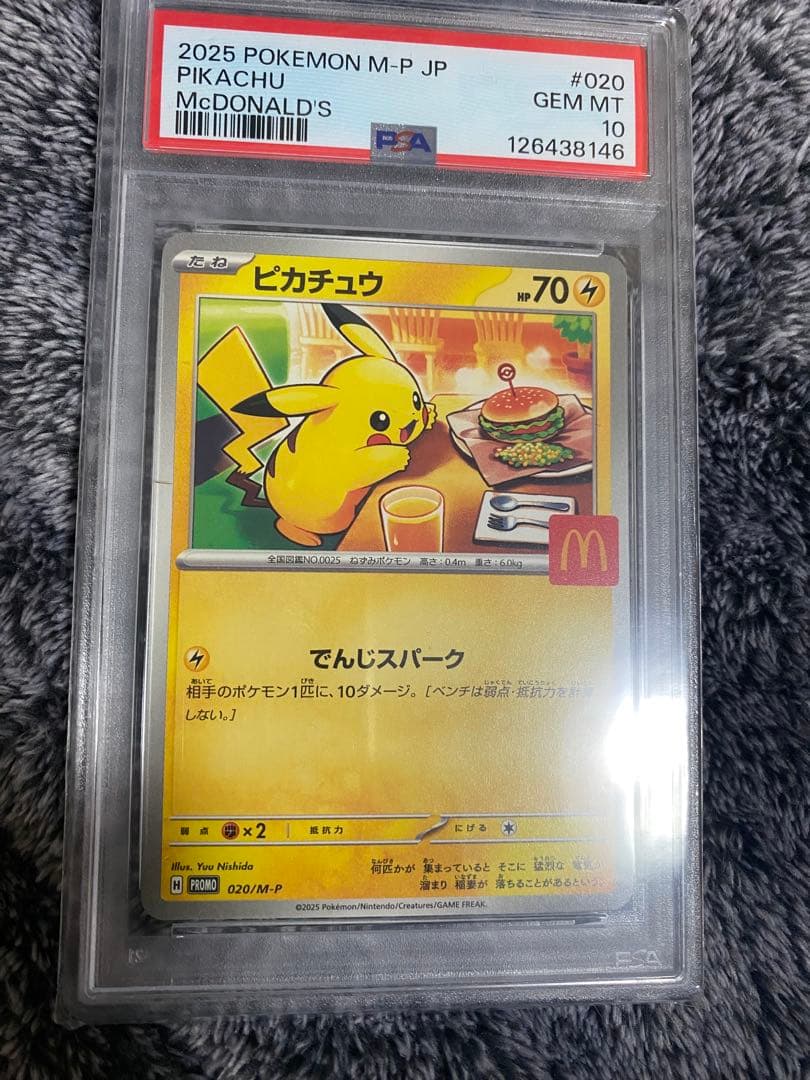 2025 POKEMON M-P JP
#020
PIKACHU
GEM MT
McDONALD'S
10
PSA
126438146
たね
ピカチュウ
HP70
全国図鑑NO.0025 ねずみポケモン 高さ:0.4m 重さ:6.0kg
でんじスパーク
相手のポケモン1匹に、10ダメージ。[ベンチは弱点・抵抗力を計算
しない。]
弱点 ×2 抵抗力 にげる
Illus. Yuu Nishida
何匹かが 集まっていると そこに 猛烈な 電気が
溜まり 稲妻が 落ちることがあるという。
H PROMO 020/M-P
©2025 Pokémon/Nintendo/Creatures/GAME FREAK.
PSA